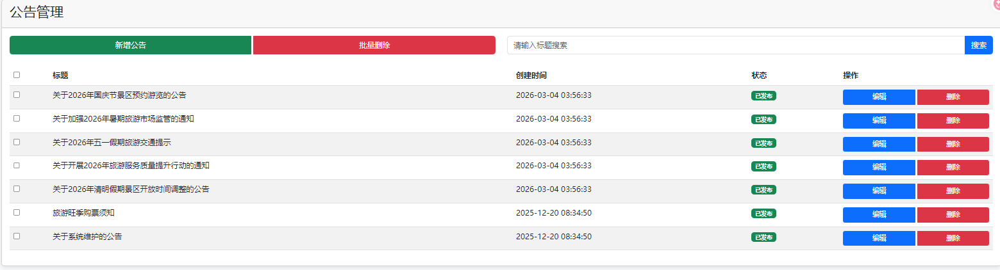 公告管理
新增公告 批量删除 请输入标题搜索 搜索
标题 创建时间 状态 操作
关于2026年国庆节景区预约游览的公告 2026-03-04 03:56:33 已发布 编辑 删除
关于加强2026年暑期旅游市场监管的通知 2026-03-04 03:56:33 已发布 编辑 删除
关于2026年五一假期旅游交通提示 2026-03-04 03:56:33 已发布 编辑 删除
关于开展2026年旅游服务质量提升行动的通知 2026-03-04 03:56:33 已发布 编辑 删除
关于2026年清明假期景区开放时间调整的公告 2026-03-04 03:56:33 已发布 编辑 删除
旅游旺季购票须知 2025-12-20 08:34:50 已发布 编辑 删除
关于系统维护的公告 2025-12-20 08:34:50 已发布 编辑 删除